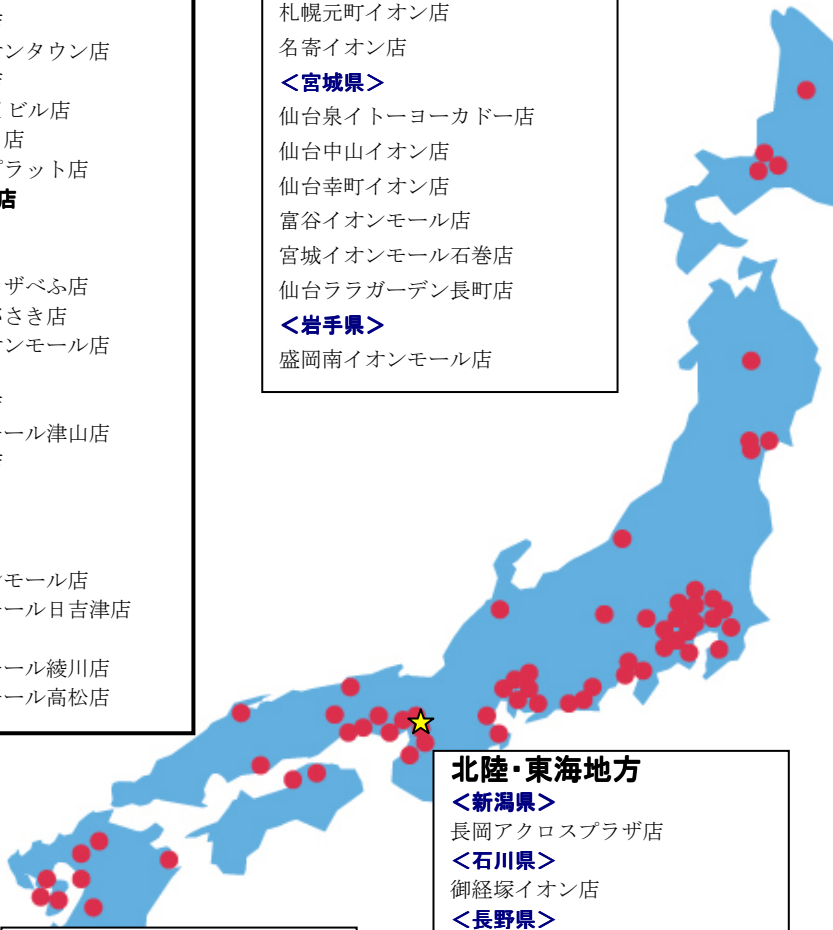 ンタウン店
ビル店
店
プラット店
店
ザベふ店
がさき店
ンモール店
ール津山店
ンモール店
ール日吉津店
ール綾川店
ール高松店
札幌元町イオン店
名寄イオン店
＜宮城県＞
仙台泉イトーヨーカドー店
仙台中山イオン店
仙台幸町イオン店
富谷イオンモール店
宮城イオンモール石巻店
仙台ララガーデン長町店
＜岩手県＞
盛岡南イオンモール店
北陸・東海地方
＜新潟県＞
長岡アクロスプラザ店
＜石川県＞
御経塚イオン店
＜長野県＞